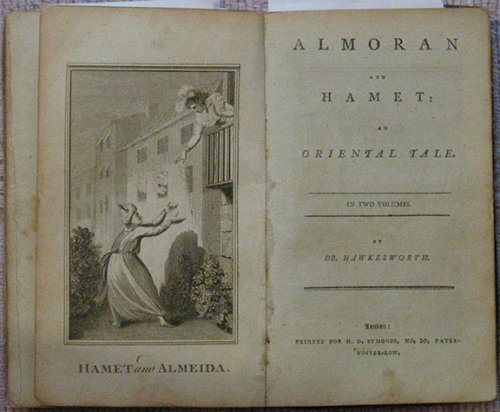 HAMET and ALMEIDA.
ALMORAN
AND
HAMET:
AN
ORIENTAL TALE.
IN TWO VOLUMES.
BY
DR. HAWKESWORTH.
London:
PRINTED FOR H. D. SYMONDS, NO, 20, PATER-
NOSTER-ROW.